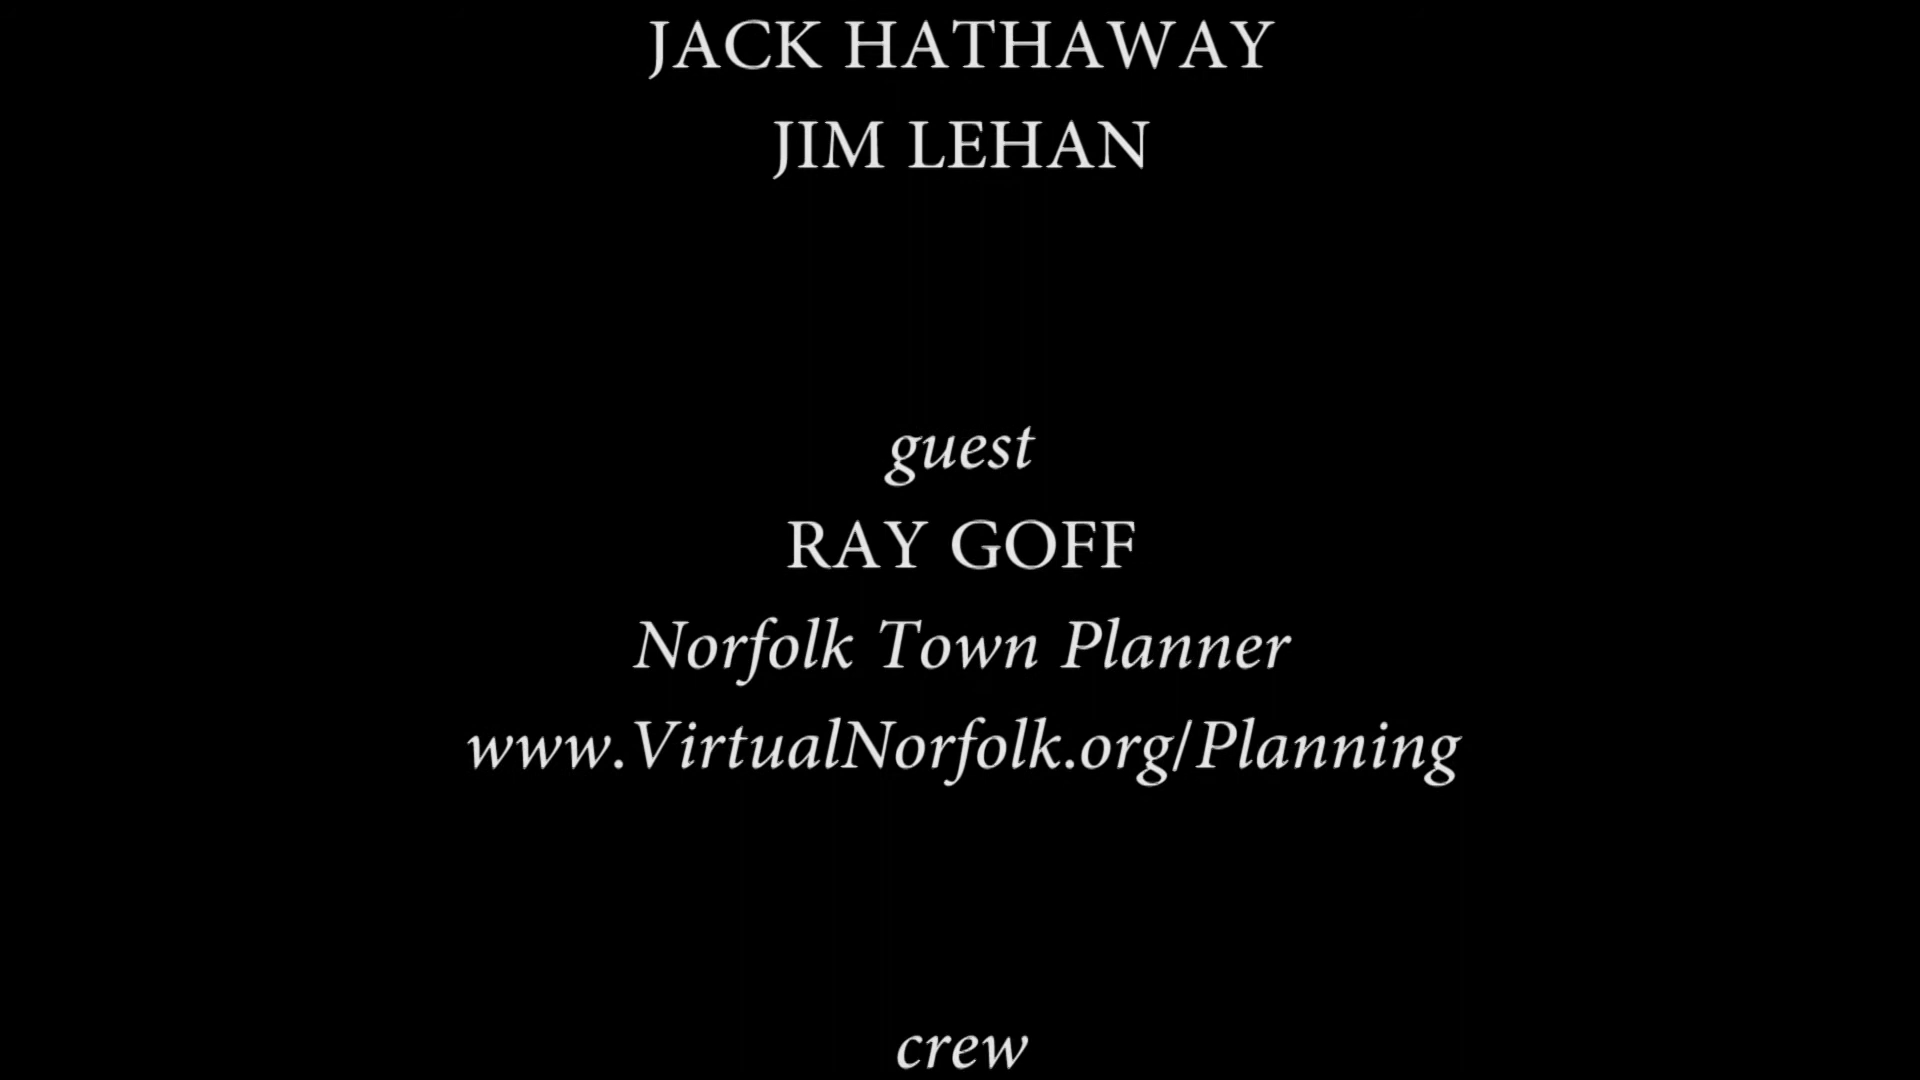 JACK HATHAWAY
JIM LEHAN
guest
RAY GOFF
Norfolk Town Planner
www.VirtualNorfolk.org/Planning
crew